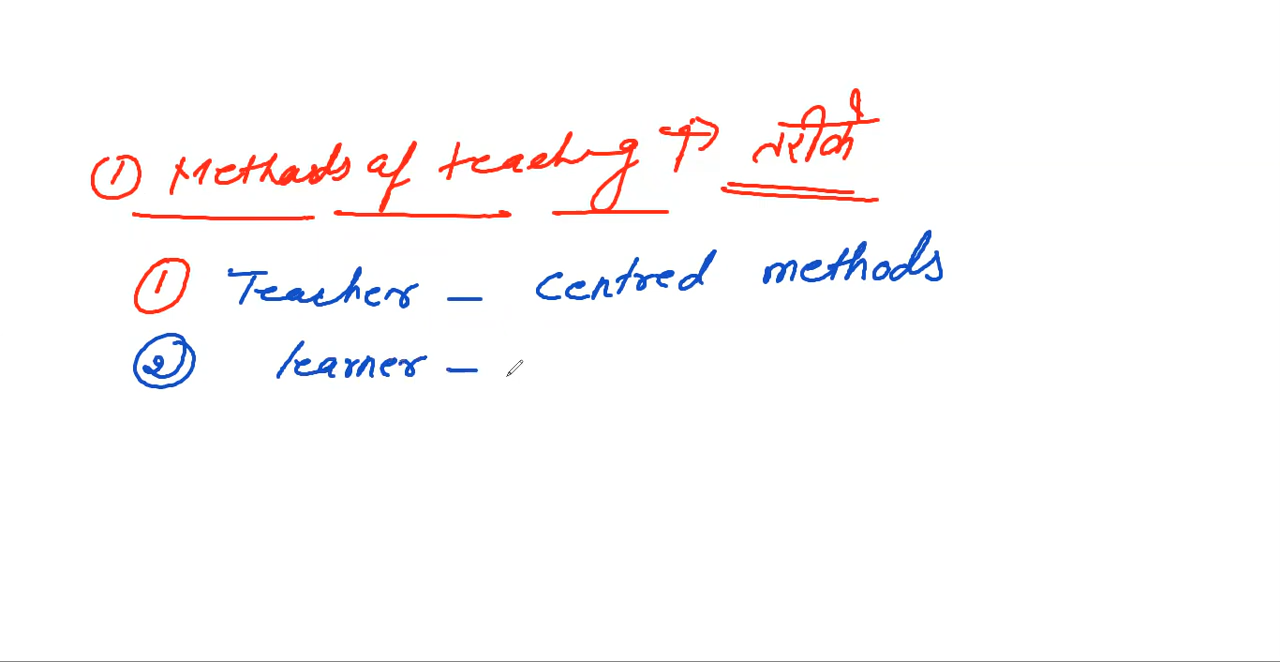 ① Methods of teaching → तरीके
① Teacher - centred methods
② learner -